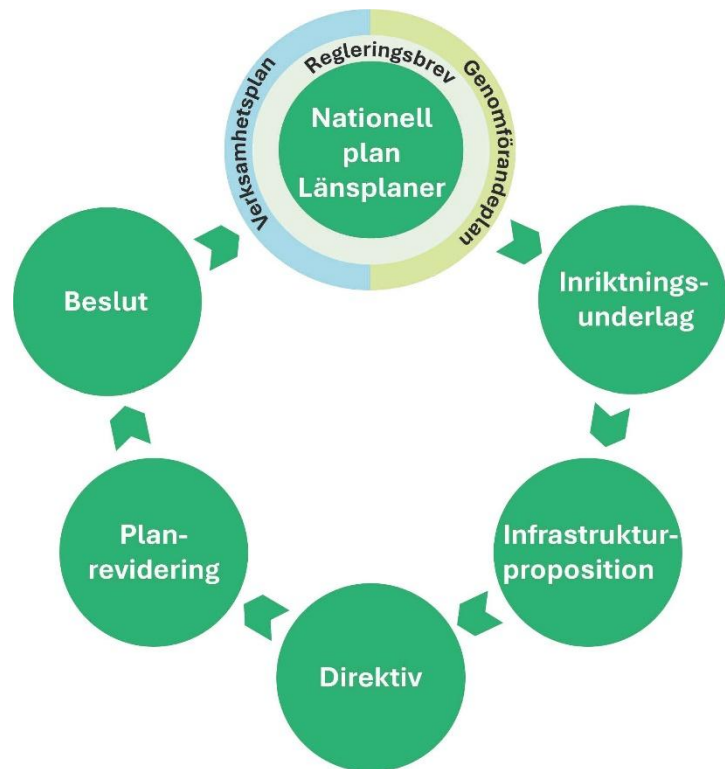 Verksamhetsplan
Regleringsbrev
Genomförandeplan
Nationell
plan
Länsplaner
Inriktnings-
underlag
Infrastruktur-
proposition
Direktiv
Plan-
revidering
Beslut